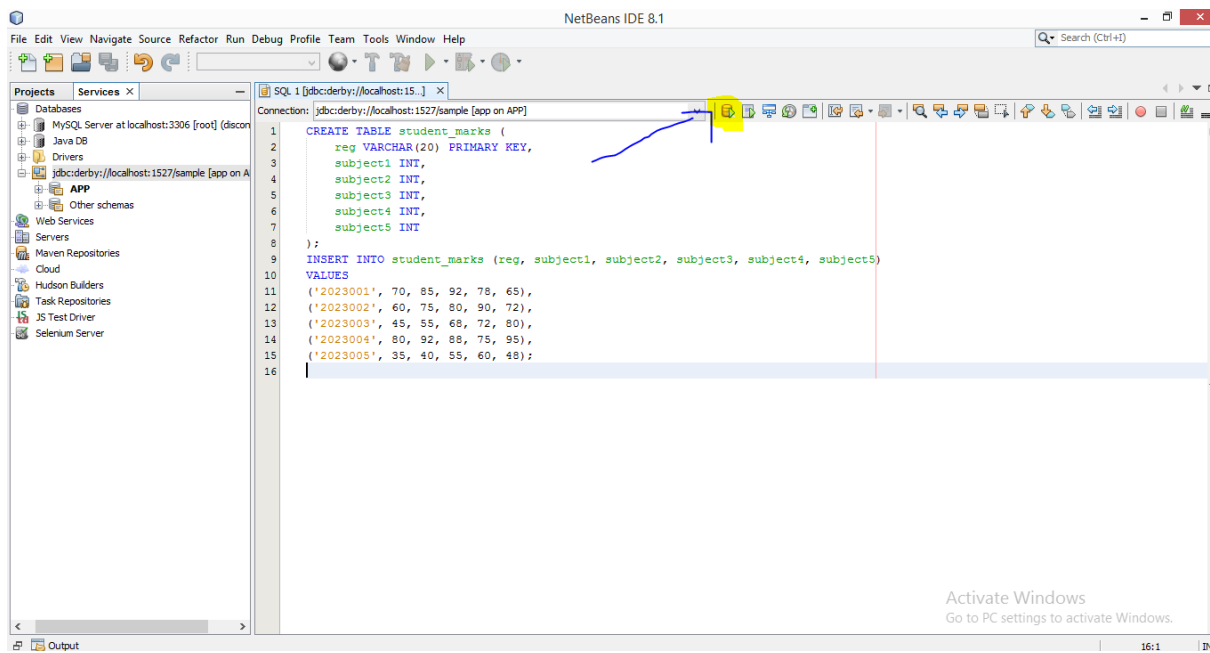 NetBeans IDE 8.1
File Edit View Navigate Source Refactor Run Debug Profile Team Tools Window Help
Search (Ctrl+I)
Projects Services
SQL 1 [jdbc:derby://localhost:15...]
Databases
MySQL Server at localhost:3306 [root] (discon
Java DB
Drivers
jdbc:derby://localhost:1527/sample [app on A
APP
Other schemas
Web Services
Servers
Maven Repositories
Cloud
Hudson Builders
Task Repositories
JS Test Driver
Selenium Server
Connection: jdbc:derby://localhost:1527/sample [app on APP]
1 CREATE TABLE student_marks (
2 reg VARCHAR(20) PRIMARY KEY,
3 subject1 INT,
4 subject2 INT,
5 subject3 INT,
6 subject4 INT,
7 subject5 INT
8 );
9 INSERT INTO student_marks (reg, subject1, subject2, subject3, subject4, subject5)
10 VALUES
11 ('2023001', 70, 85, 92, 78, 65),
12 ('2023002', 60, 75, 80, 90, 72),
13 ('2023003', 45, 55, 68, 72, 80),
14 ('2023004', 80, 92, 88, 75, 95),
15 ('2023005', 35, 40, 55, 60, 48);
16
Activate Windows
Go to PC settings to activate Windows.
Output
16:1